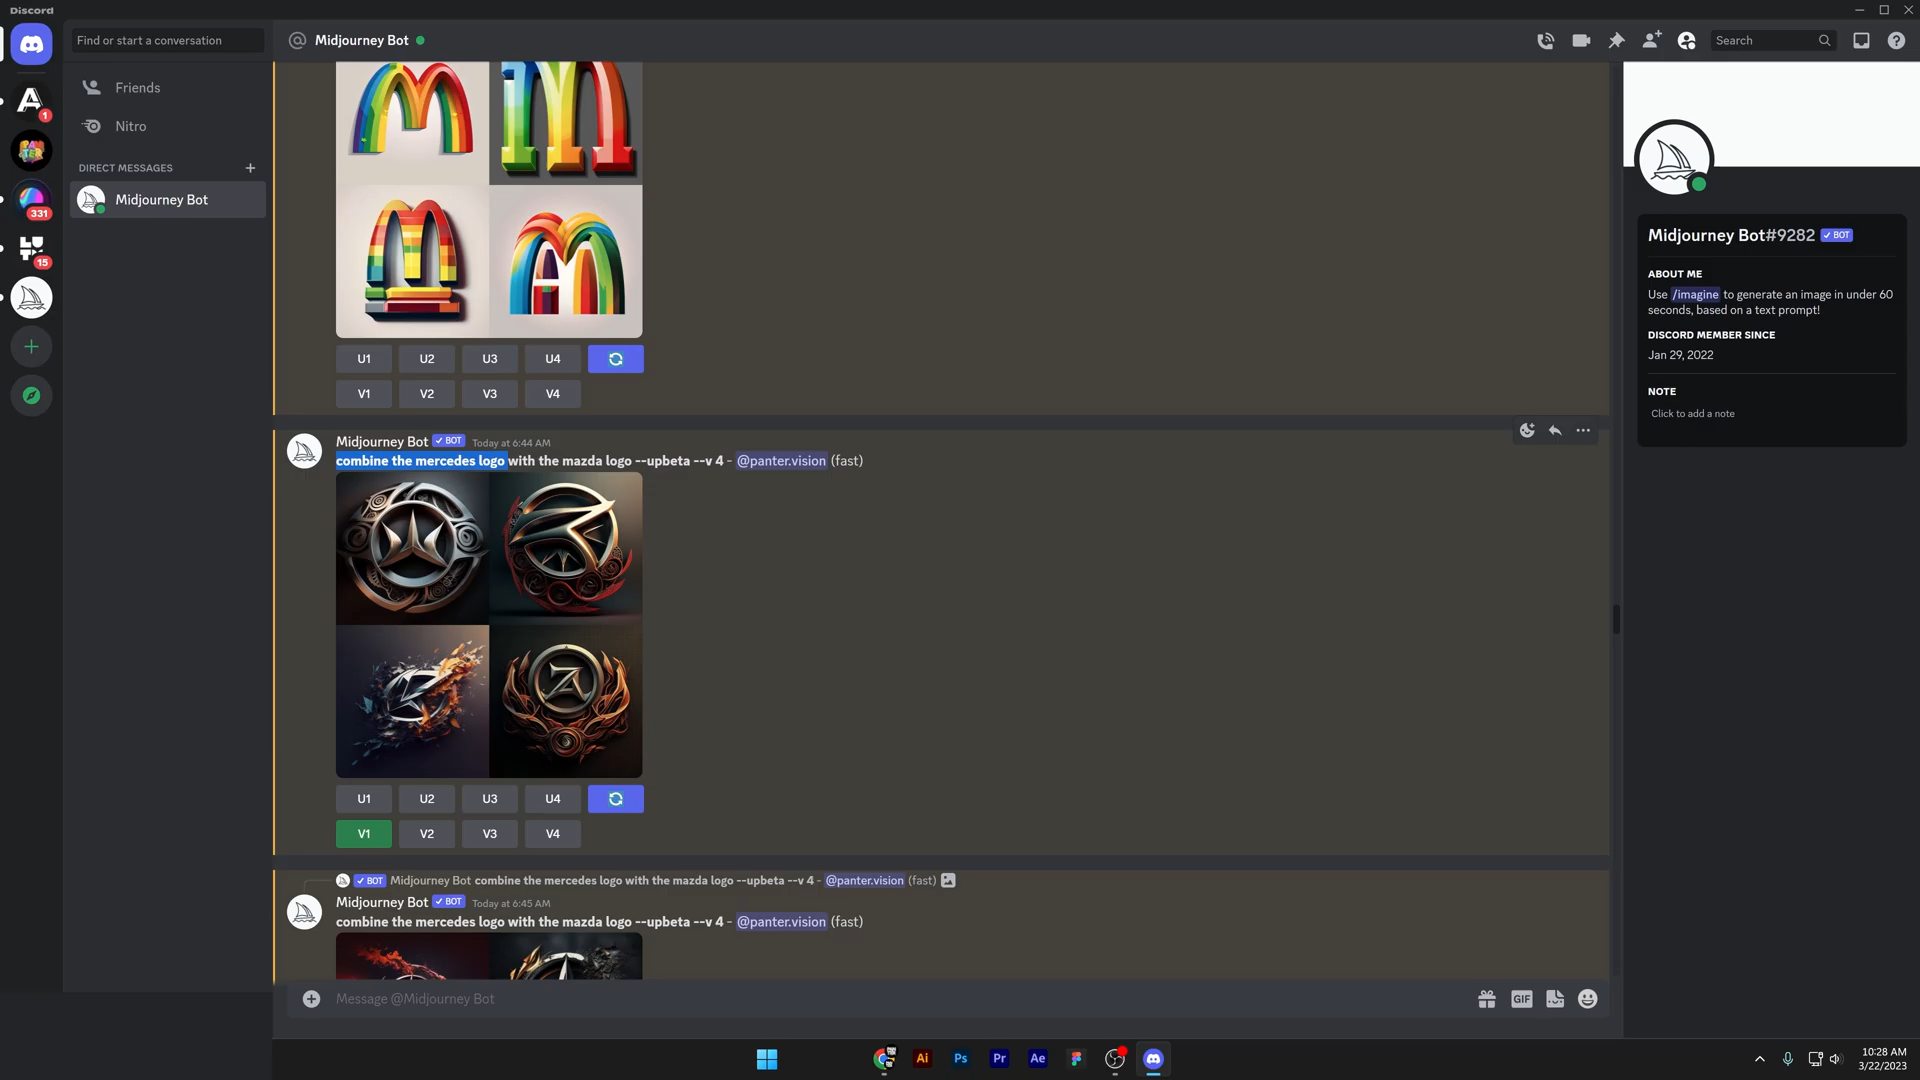 Discord
Find or start a conversation
Midjourney Bot
Search
Friends
Nitro
DIRECT MESSAGES
Midjourney Bot
1
331
15
U1 U2 U3 U4
V1 V2 V3 V4
Midjourney Bot BOT Today at 6:44 AM
combine the mercedes logo with the mazda logo --upbeta --v 4 - @panter.vision (fast)
U1 U2 U3 U4
V1 V2 V3 V4
BOT Midjourney Bot combine the mercedes logo with the mazda logo --upbeta --v 4 - @panter.vision (fast)
Midjourney Bot BOT Today at 6:45 AM
combine the mercedes logo with the mazda logo --upbeta --v 4 - @panter.vision (fast)
Message @Midjourney Bot
GIF
Midjourney Bot#9282 BOT
ABOUT ME
Use /imagine to generate an image in under 60
seconds, based on a text prompt!
DISCORD MEMBER SINCE
Jan 29, 2022
NOTE
Click to add a note
Ai Ps Pr Ae
10:28 AM
3/22/2023